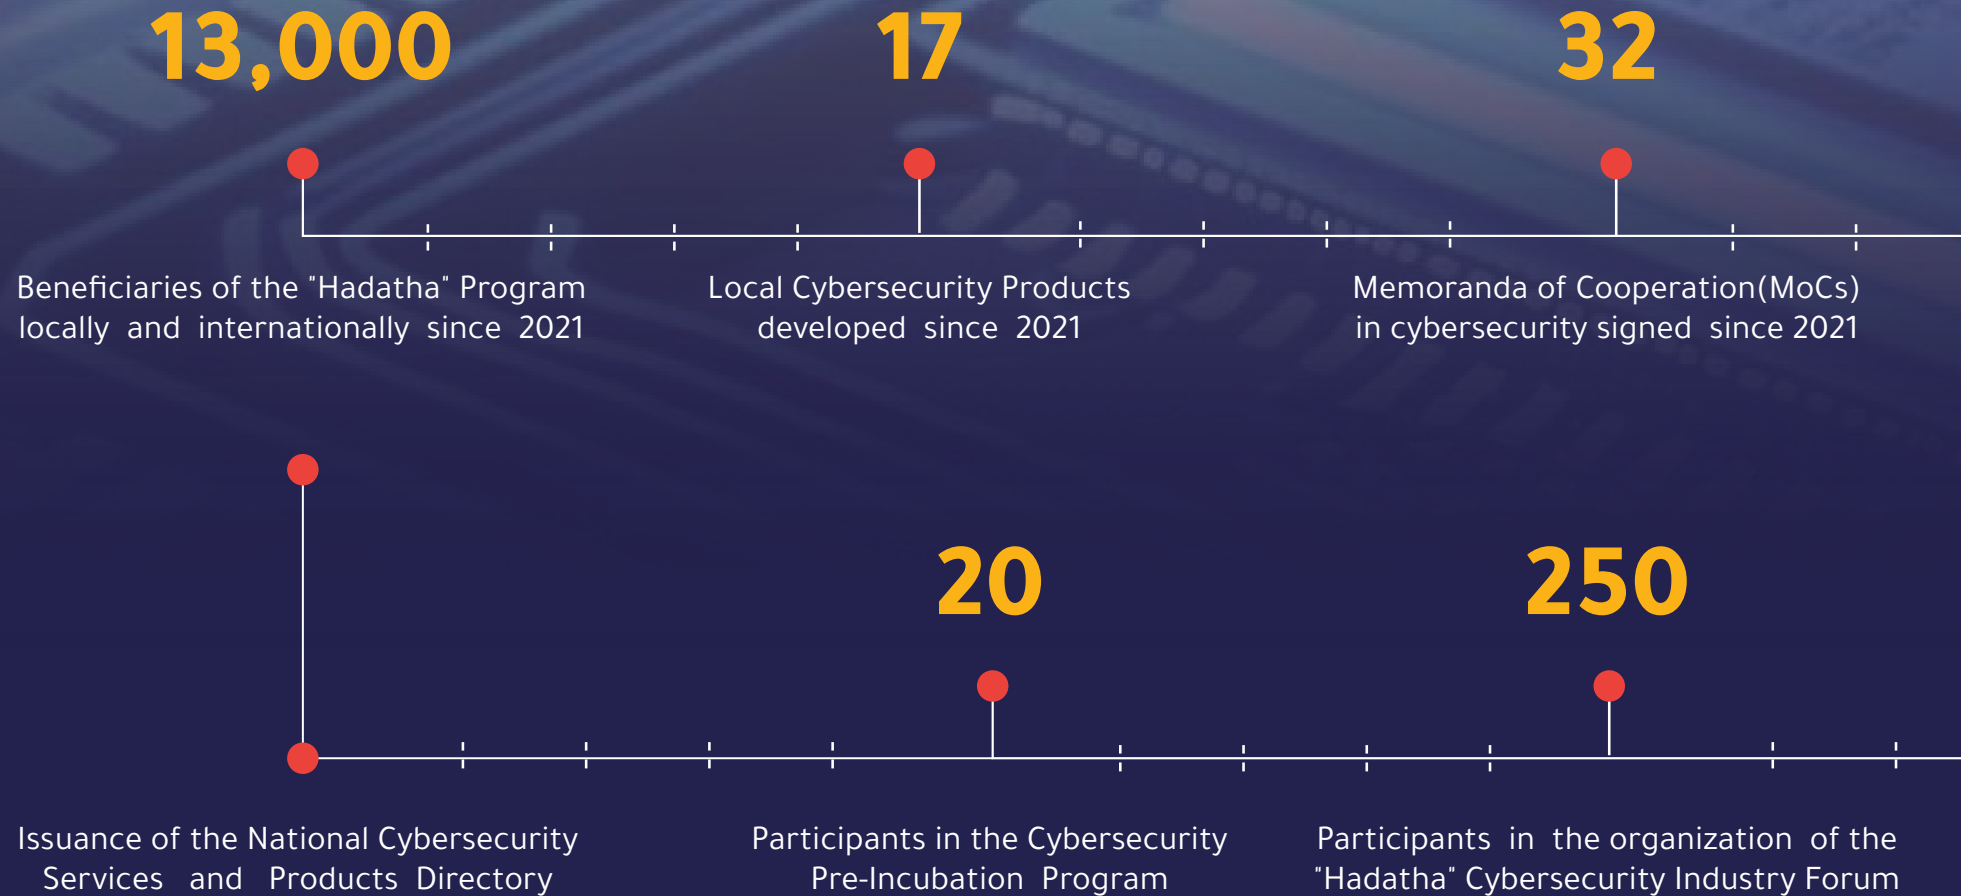 13,000
Beneficiaries of the "Hadatha" Program
locally and internationally since 2021
17
Local Cybersecurity Products
developed since 2021
32
Memoranda of Cooperation(MoCs)
in cybersecurity signed since 2021
Issuance of the National Cybersecurity
Services and Products Directory
20
Participants in the Cybersecurity
Pre-Incubation Program
250
Participants in the organization of the
"Hadatha" Cybersecurity Industry Forum